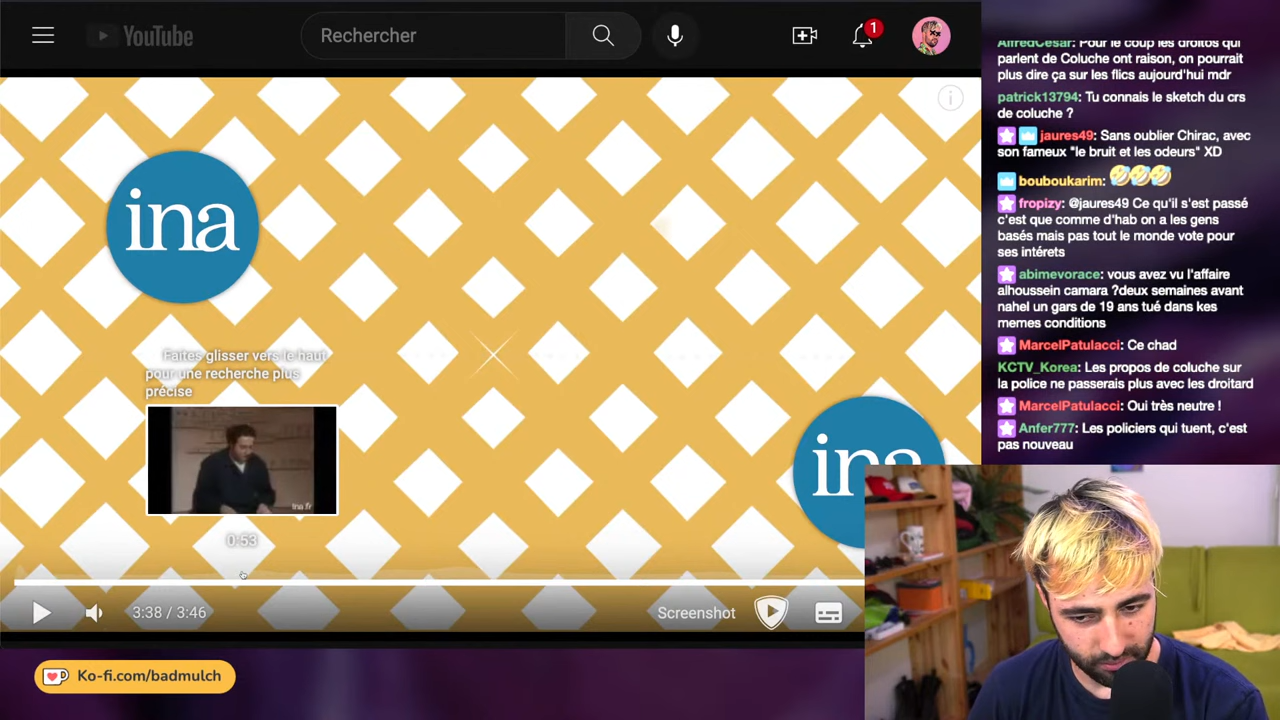 YouTube
Rechercher
1
ina
Faites glisser vers le haut
pour une recherche plus
précise
ina.fr
0:53
ina
3:38 / 3:46
Screenshot
Ko-fi.com/badmulch
AlfredCesar: Pour le coup les droitos qui
parlent de Coluche ont raison, on pourrait
plus dire ça sur les flics aujourd'hui mdr
patrick13794: Tu connais le sketch du crs
de coluche ?
jaures49: Sans oublier Chirac, avec
son fameux "le bruit et les odeurs" XD
bouboukarim: 🤣🤣🤣
fropizy: @jaures49 Ce qu'il s'est passé
c'est que comme d'hab on a les gens
basés mais pas tout le monde vote pour
ses intérets
abimevorace: vous avez vu l'affaire
alhoussein camara ?deux semaines avant
nahel un gars de 19 ans tué dans kes
memes conditions
MarcelPatulacci: Ce chad
KCTV_Korea: Les propos de coluche sur
la police ne passerais plus avec les droitard
MarcelPatulacci: Oui très neutre !
Anfer777: Les policiers qui tuent, c'est
pas nouveau